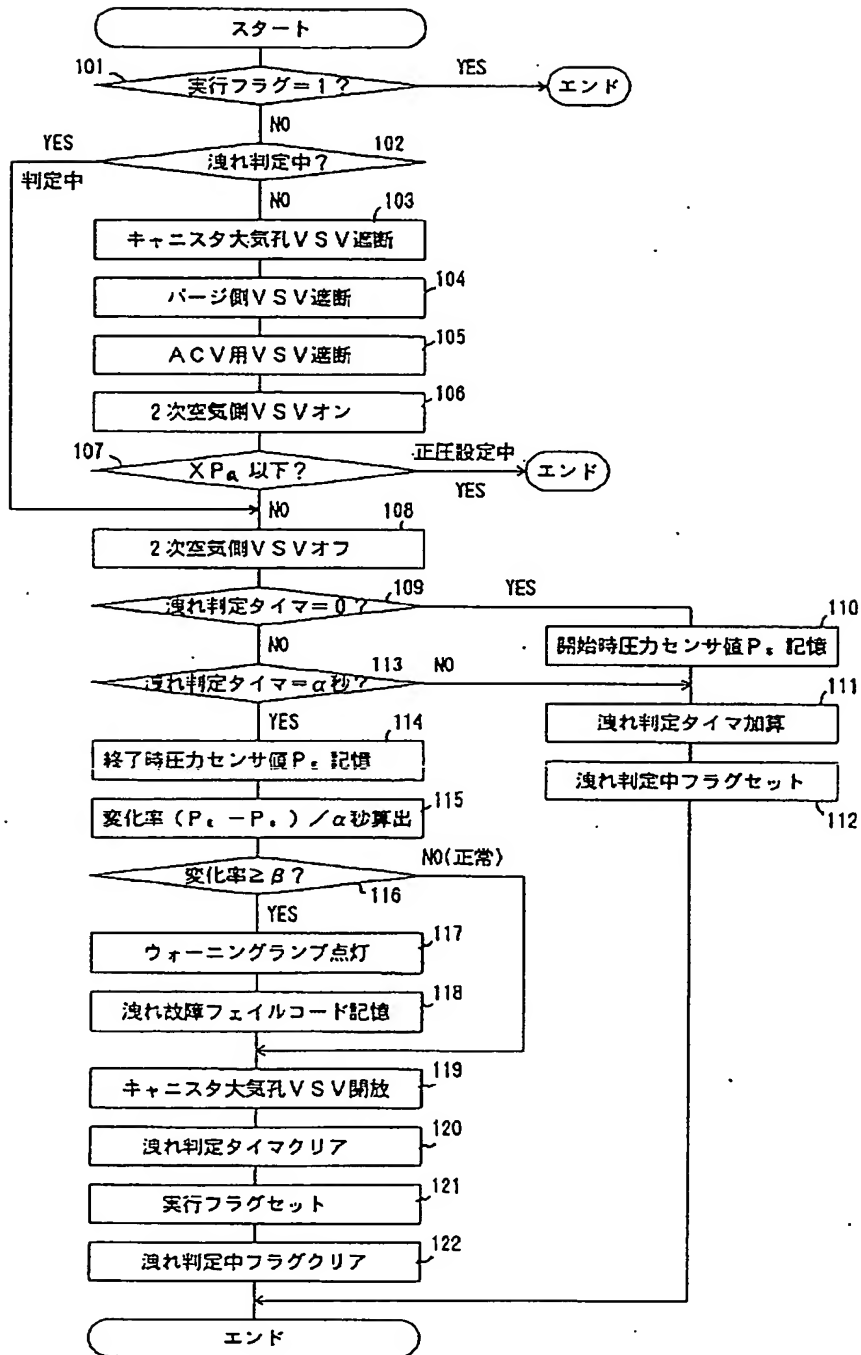 スタート
101
実行フラグ=1?
YES
エンド
NO
YES
判定中
102
洩れ判定中?
NO
103
キャニスタ大気孔VSV遮断
104
パージ側VSV遮断
105
ACV用VSV遮断
106
2次空気側VSVオン
107
XPa 以下?
正圧設定中
YES
エンド
NO
108
2次空気側VSVオフ
109
洩れ判定タイマ=0?
YES
NO
110
開始時圧力センサ値Ps 記憶
113
洩れ判定タイマ=α秒?
NO
111
洩れ判定タイマ加算
YES
114
終了時圧力センサ値PE 記憶
洩れ判定中フラグセット
112
115
変化率(PE -Ps)/α秒算出
NO(正常)
変化率≥β?
116
YES
117
ウォーニングランプ点灯
118
洩れ故障フェイルコード記憶
119
キャニスタ大気孔VSV開放
120
洩れ判定タイマクリア
121
実行フラグセット
122
洩れ判定中フラグクリア
エンド